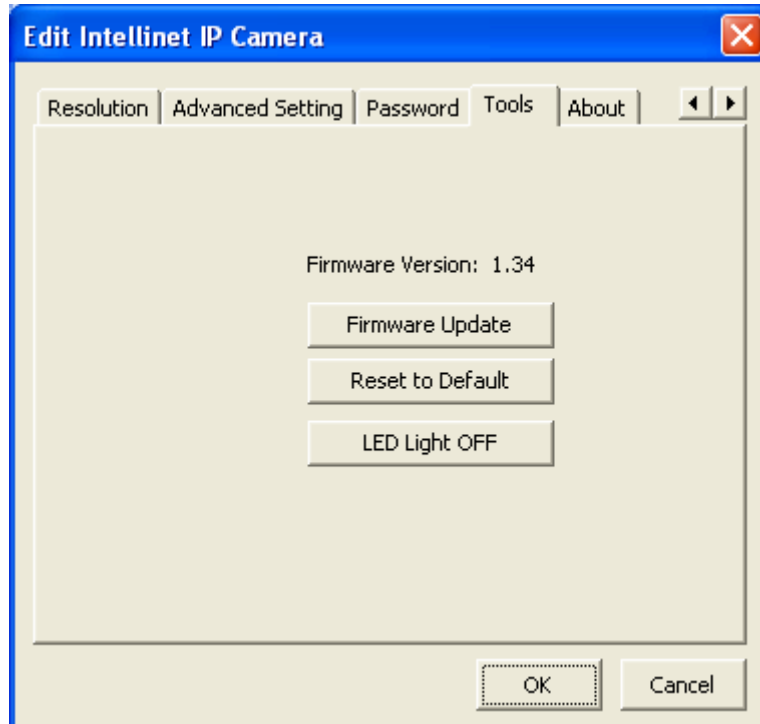 Edit Intellinet IP Camera
Resolution Advanced Setting Password Tools About
Firmware Version: 1.34
Firmware Update
Reset to Default
LED Light OFF
OK Cancel